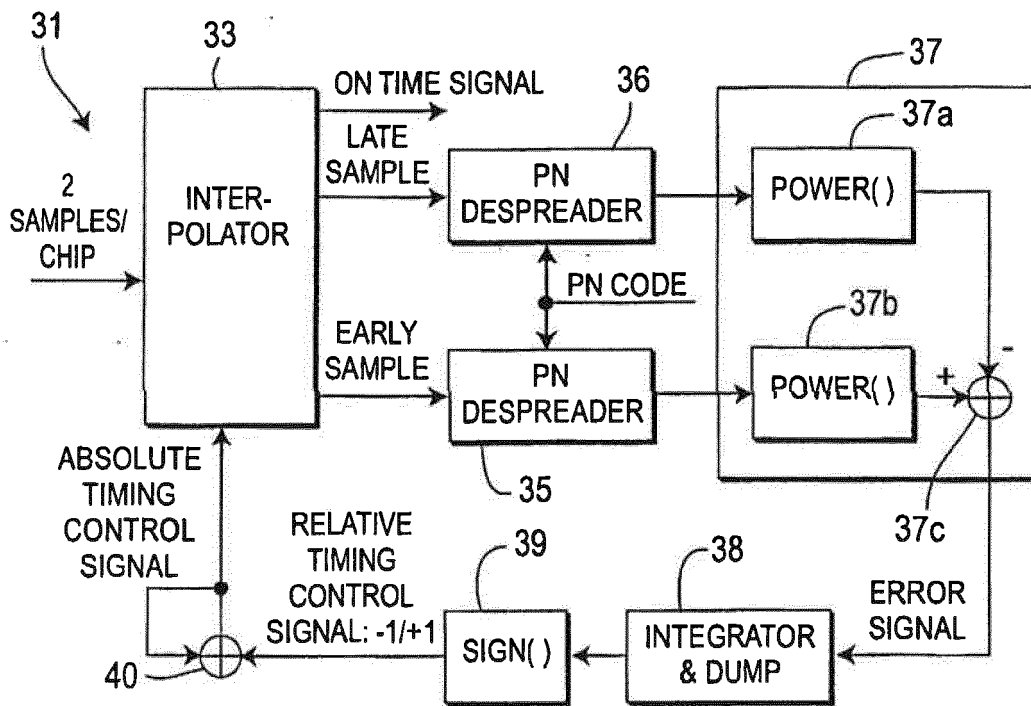 31
33
ON TIME SIGNAL
36
37
37a
LATE
SAMPLE
2
SAMPLES/
CHIP
INTER-
POLATOR
PN
DESPREADER
POWER( )
PN CODE
37b
EARLY
SAMPLE
PN
DESPREADER
POWER( )
-
+
35
37c
ABSOLUTE
TIMING
CONTROL
SIGNAL
RELATIVE
TIMING
CONTROL
SIGNAL: -1/+1
39
38
ERROR
SIGNAL
SIGN( )
INTEGRATOR
& DUMP
40